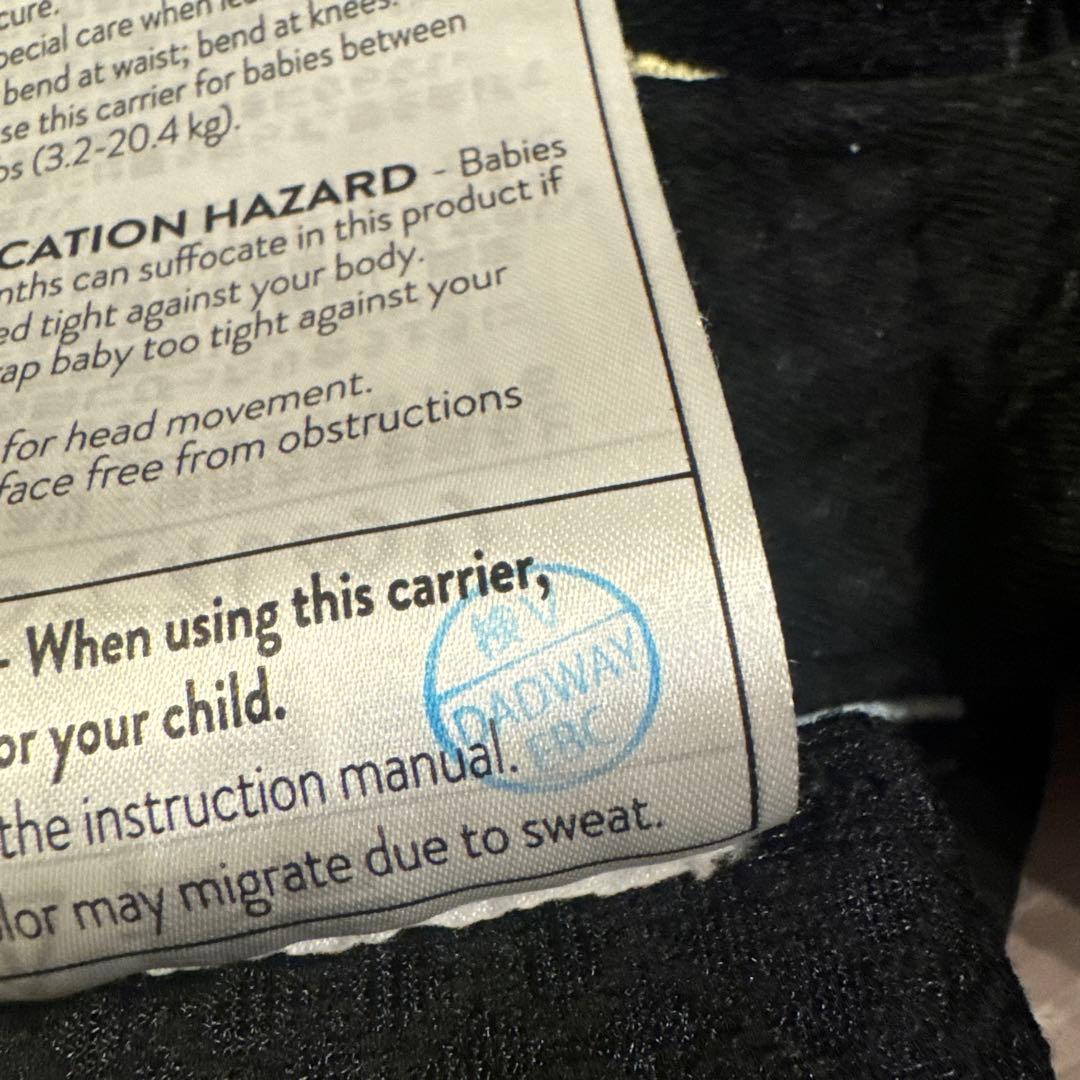 cure.
pecial care when
bend at waist; bend at knees.
se this carrier for babies between
bs (3.2-20.4 kg).
CATION HAZARD - Babies
nths can suffocate in this product if
ed tight against your body.
ap baby too tight against your
for head movement.
face free from obstructions
- When using this carrier,
or your child.
the instruction manual.
lor may migrate due to sweat.
検 V
DADWAY
FBC